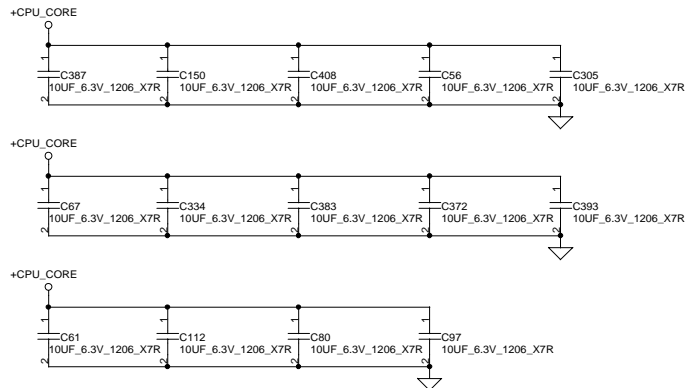 +CPU_CORE
1 1 1 1 1
C387 C150 C408 C56 C305
10UF_6.3V_1206_X7R 10UF_6.3V_1206_X7R 10UF_6.3V_1206_X7R 10UF_6.3V_1206_X7R 10UF_6.3V_1206_X7R
2 2 2 2 2
+CPU_CORE
1 1 1 1 1
C67 C334 C383 C372 C393
10UF_6.3V_1206_X7R 10UF_6.3V_1206_X7R 10UF_6.3V_1206_X7R 10UF_6.3V_1206_X7R 10UF_6.3V_1206_X7R
2 2 2 2 2
+CPU_CORE
1 1 1 1
C61 C112 C80 C97
10UF_6.3V_1206_X7R 10UF_6.3V_1206_X7R 10UF_6.3V_1206_X7R 10UF_6.3V_1206_X7R
2 2 2 2